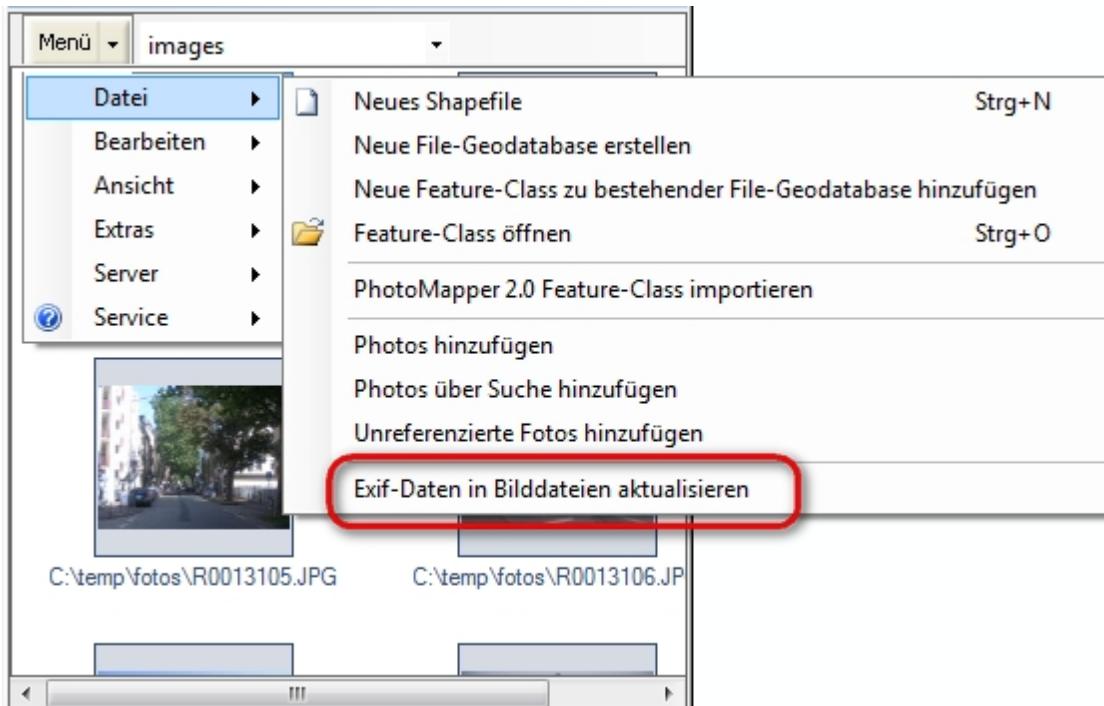 Menü images
Datei
Bearbeiten
Ansicht
Extras
Server
Service
Neues Shapefile Strg+N
Neue File-Geodatabase erstellen
Neue Feature-Class zu bestehender File-Geodatabase hinzufügen
Feature-Class öffnen Strg+O
PhotoMapper 2.0 Feature-Class importieren
Photos hinzufügen
Photos über Suche hinzufügen
Unreferenzierte Fotos hinzufügen
Exif-Daten in Bilddateien aktualisieren
C:\temp\fotos\R0013105.JPG C:\temp\fotos\R0013106.JP